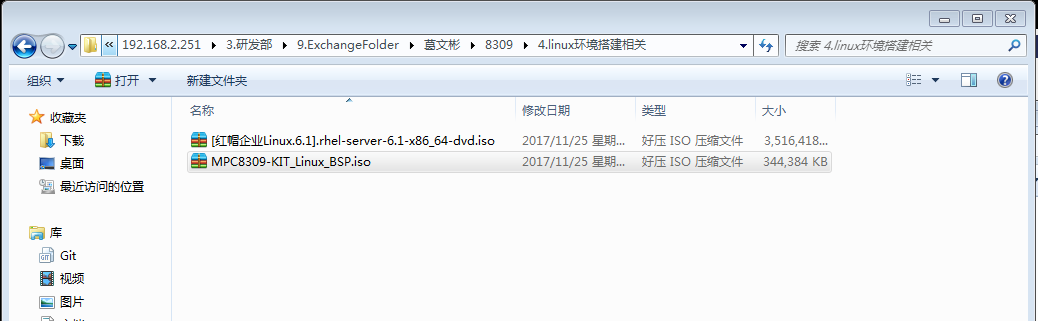 192.168.2.251 ▸ 3.研发部 ▸ 9.ExchangeFolder ▸ 墓文彬 ▸ 8309 ▸ 4.linux环境搭建相关
搜索 4.linux环境搭建相关
组织 打开 新建文件夹
名称 修改日期 类型 大小
[红帽企业Linux.6.1].rhel-server-6.1-x86_64-dvd.iso 2017/11/25 星期... 好压 ISO 压缩文件 3,516,418...
MPC8309-KIT_Linux_BSP.iso 2017/11/25 星期... 好压 ISO 压缩文件 344,384 KB
收藏夹
下载
桌面
最近访问的位置
库
Git
视频
图片